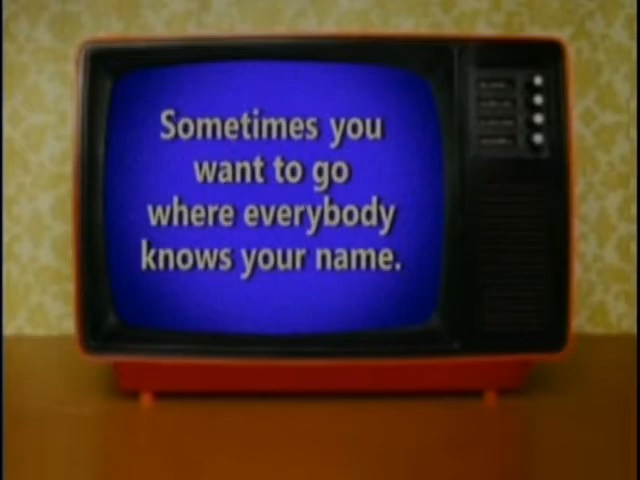 Sometimes you
want to go
where everybody
knows your name.